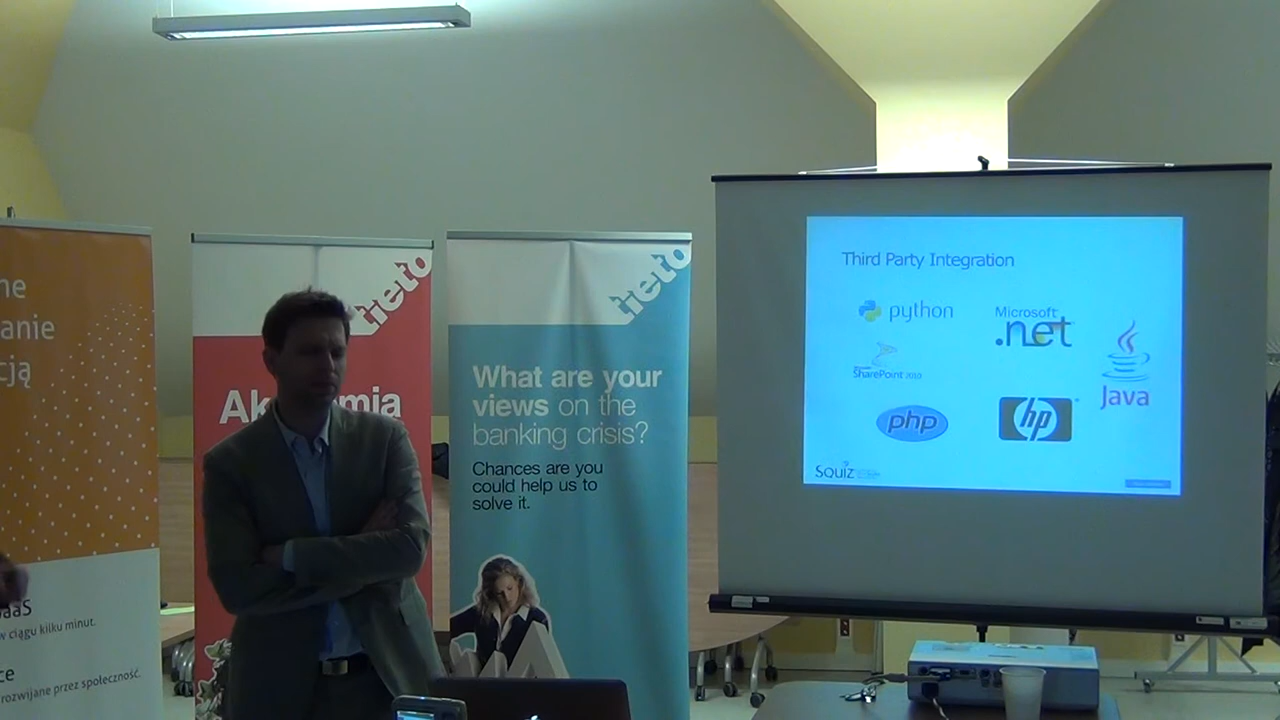 ne
anie
cją
aaS
w ciągu kilku minut.
ce
rozwijane przez społeczność.
tieto
Ak mia
tieto
What are your
views on the
banking crisis?
Chances are you
could help us to
solve it.
Third Party Integration
python
Microsoft
.net
SharePoint 2010
Java
php
hp
Squiz